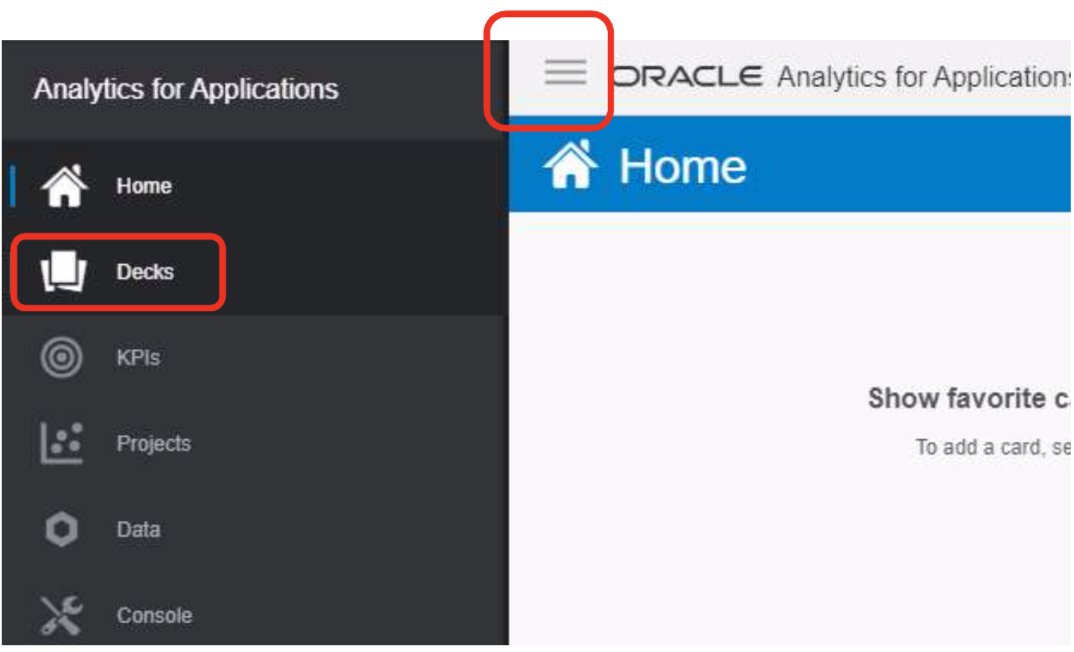 Analytics for Applications
Home
Decks
KPIs
Projects
Data
Console
ORACLE Analytics for Applications
Home
Show favorite
To add a card,